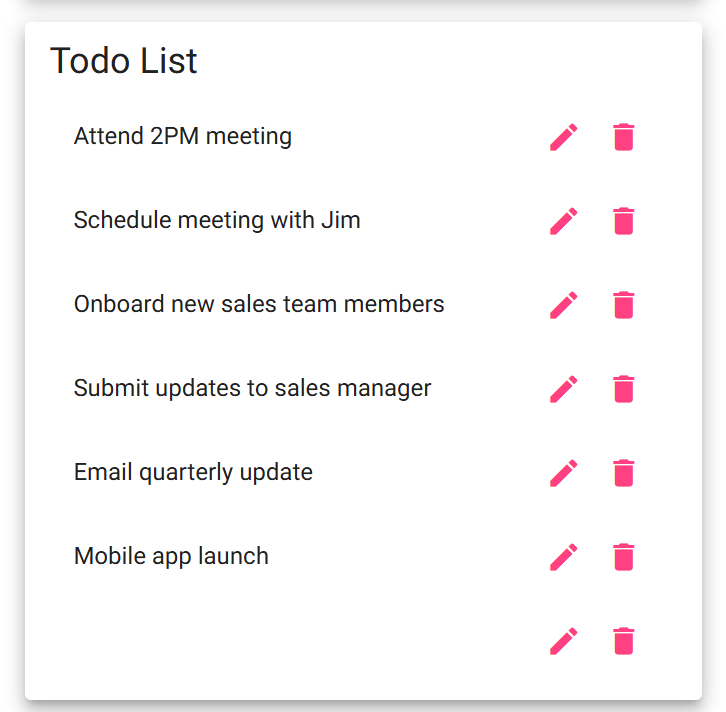 Todo List
Attend 2PM meeting
Schedule meeting with Jim
Onboard new sales team members
Submit updates to sales manager
Email quarterly update
Mobile app launch